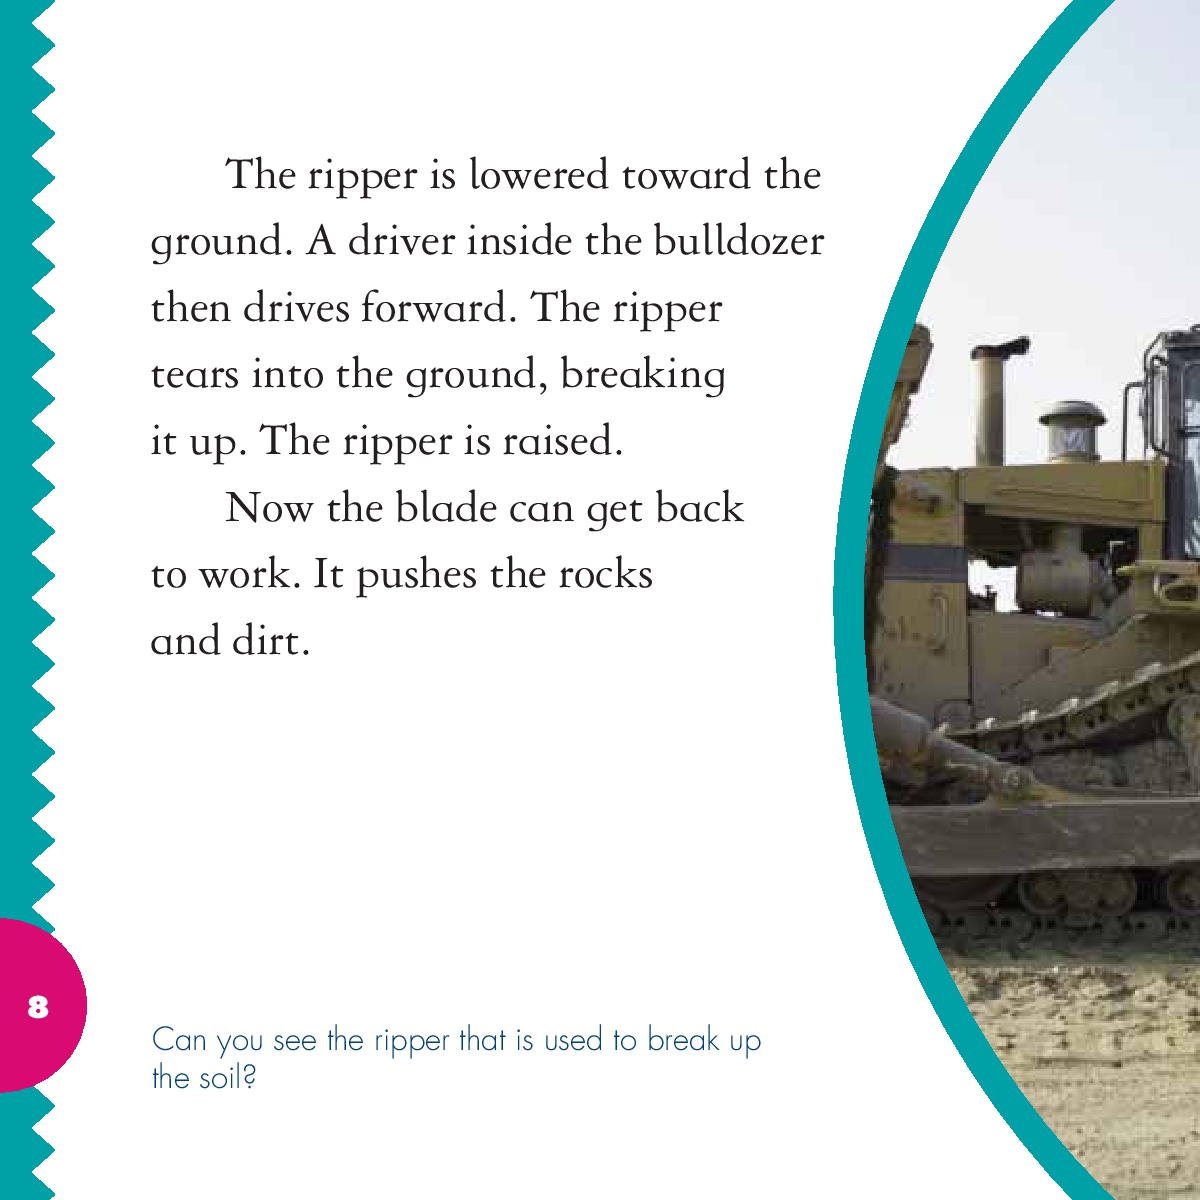 The ripper is lowered toward the
ground. A driver inside the bulldozer
then drives forward. The ripper
tears into the ground, breaking
it up. The ripper is raised.
Now the blade can get back
to work. It pushes the rocks
and dirt.
8
Can you see the ripper that is used to break up
the soil?